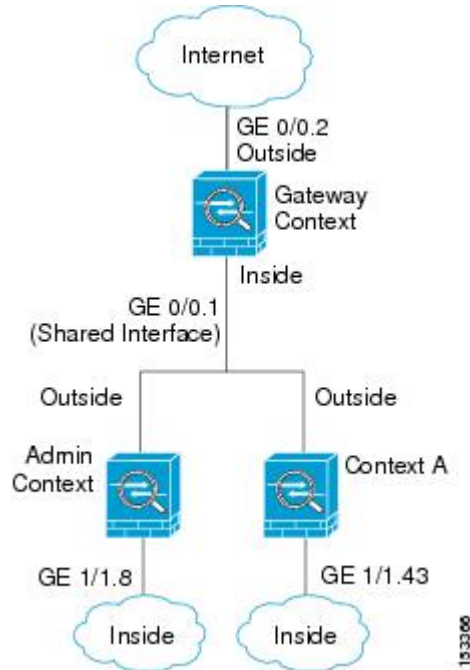 Internet
GE 0/0.2
Outside
Gateway
Context
Inside
GE 0/0.1
(Shared Interface)
Outside
Outside
Admin
Context
Context A
GE 1/1.8
GE 1/1.43
Inside
Inside
153366